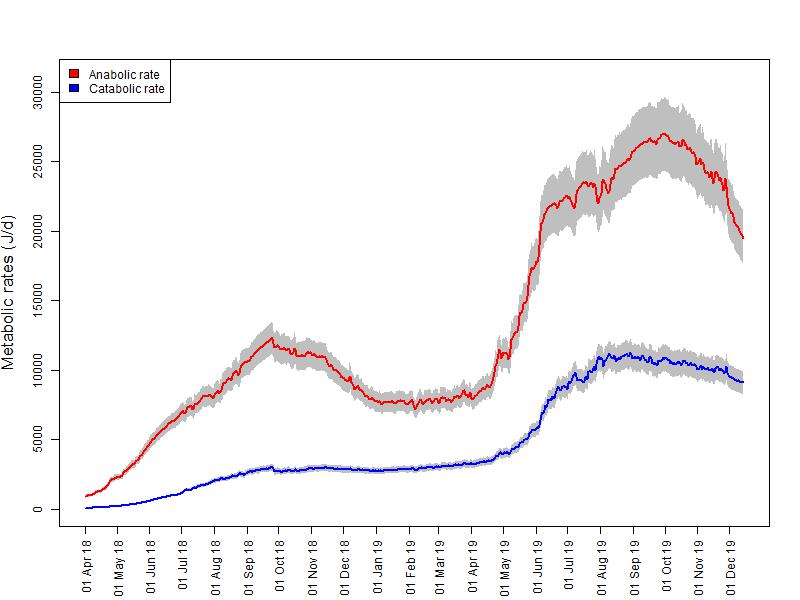 Anabolic rate
Catabolic rate
Metabolic rates (J/d)
30000
25000
20000
15000
10000
5000
0
01 Apr 18
01 May 18
01 Jun 18
01 Jul 18
01 Aug 18
01 Sep 18
01 Oct 18
01 Nov 18
01 Dec 18
01 Jan 19
01 Feb 19
01 Mar 19
01 Apr 19
01 May 19
01 Jun 19
01 Jul 19
01 Aug 19
01 Sep 19
01 Oct 19
01 Nov 19
01 Dec 19